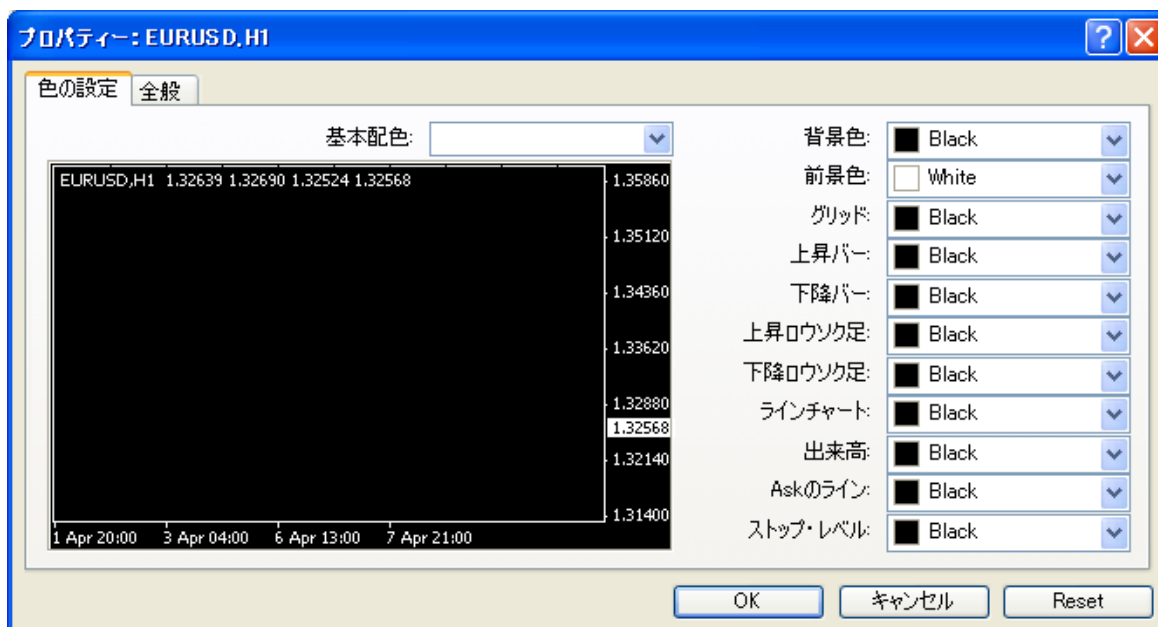 プロパティー: EURUSD,H1
色の設定 全般
基本配色:
EURUSD,H1 1.32639 1.32690 1.32524 1.32568
1.35860
1.35120
1.34360
1.33620
1.32880
1.32568
1.32140
1.31400
1 Apr 20:00 3 Apr 04:00 6 Apr 13:00 7 Apr 21:00
背景色: Black
前景色: White
グリッド: Black
上昇バー: Black
下降バー: Black
上昇ロウソク足: Black
下降ロウソク足: Black
ラインチャート: Black
出来高: Black
Askのライン: Black
ストップ・レベル: Black
OK キャンセル Reset